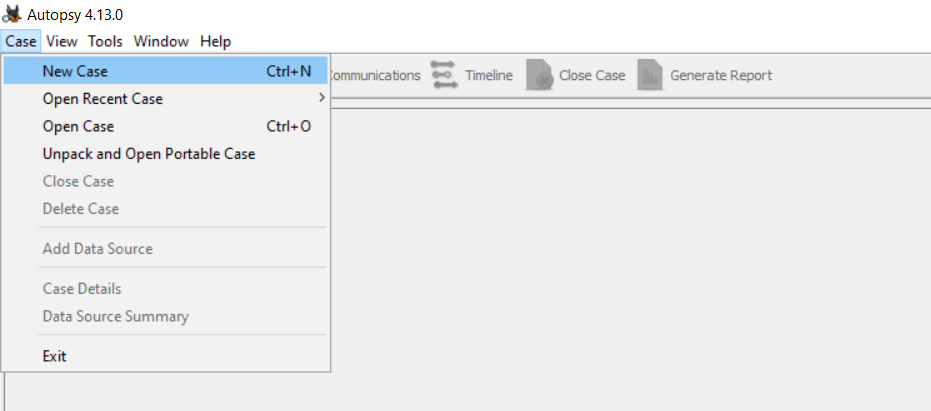 Autopsy 4.13.0
Case View Tools Window Help
New Case Ctrl+N
ommunications Timeline Close Case Generate Report
Open Recent Case
Open Case Ctrl+O
Unpack and Open Portable Case
Close Case
Delete Case
Add Data Source
Case Details
Data Source Summary
Exit